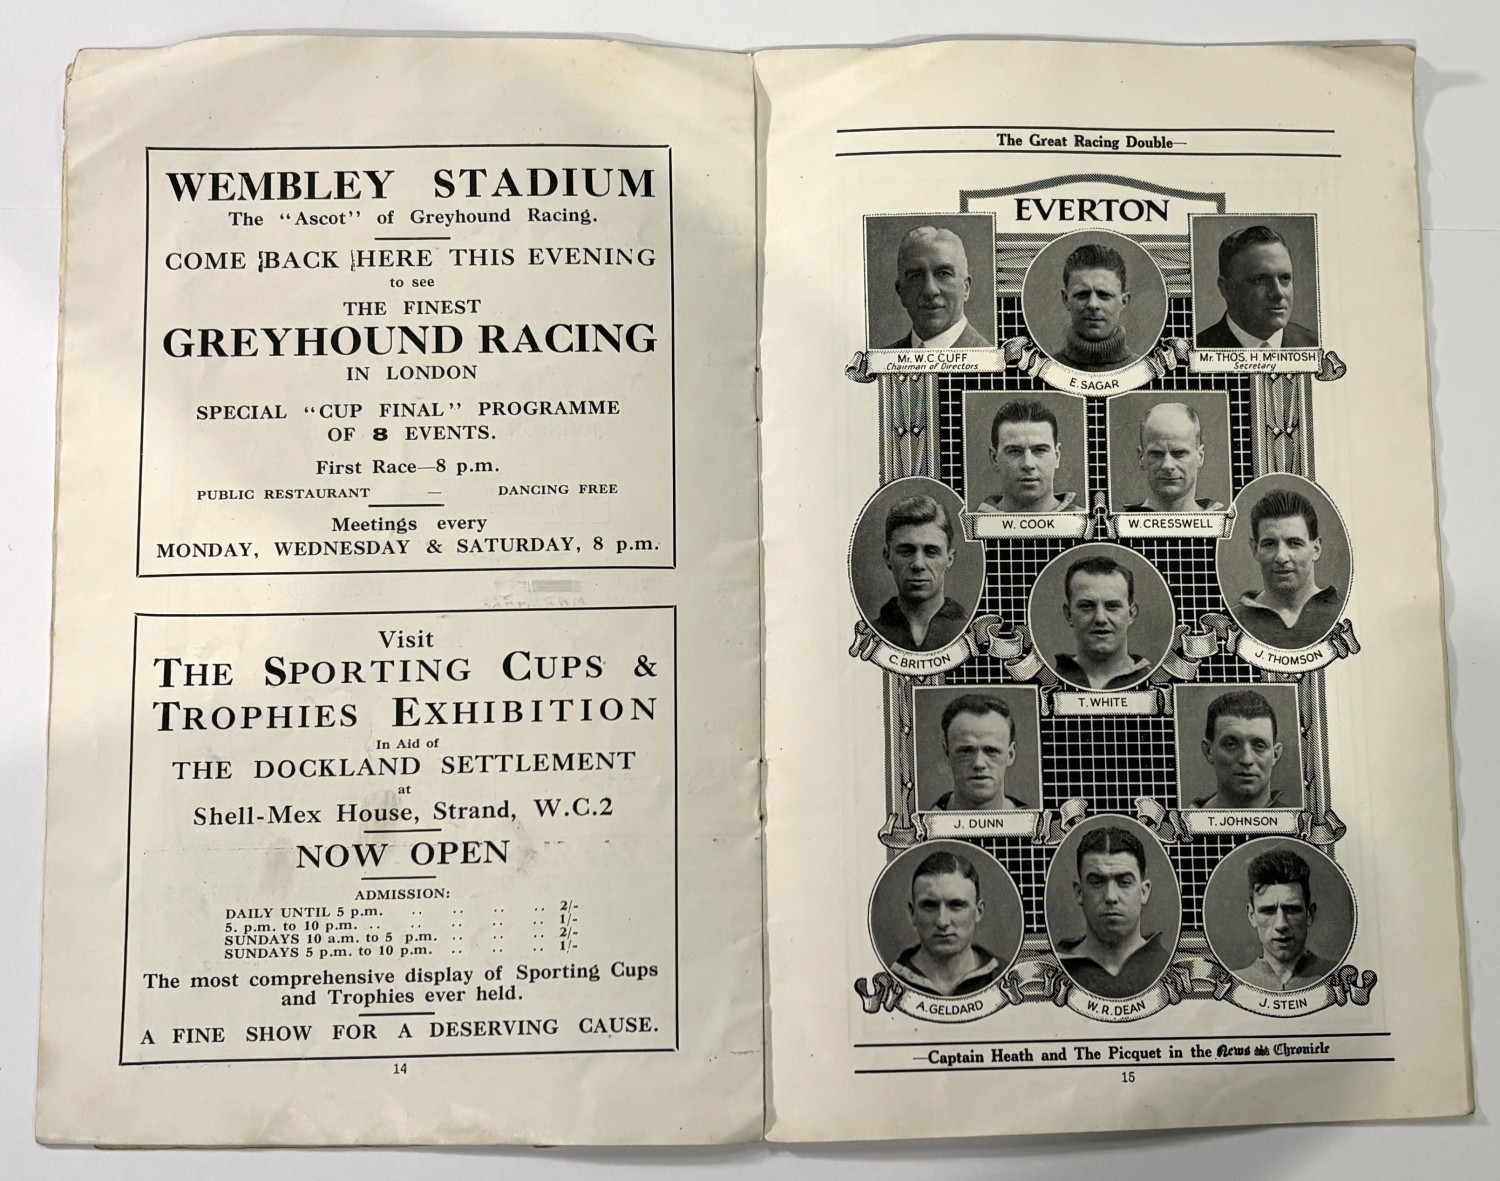 WEMBLEY STADIUM
The "Ascot" of Greyhound Racing.
COME BACK HERE THIS EVENING
to see
THE FINEST
GREYHOUND RACING
IN LONDON
SPECIAL "CUP FINAL" PROGRAMME
OF 8 EVENTS.
First Race—8 p.m.
PUBLIC RESTAURANT — DANCING FREE
Meetings every
MONDAY, WEDNESDAY & SATURDAY, 8 p.m.
Visit
THE SPORTING CUPS &
TROPHIES EXHIBITION
In Aid of
THE DOCKLAND SETTLEMENT
at
Shell-Mex House, Strand, W.C.2
NOW OPEN
ADMISSION:
DAILY UNTIL 5 p.m. .. .. .. .. 2/-
5. p.m. to 10 p.m. .. .. .. .. .. 1/-
SUNDAYS 10 a.m. to 5 p.m. .. .. .. 2/-
SUNDAYS 5 p.m. to 10 p.m. .. .. .. 1/-
The most comprehensive display of Sporting Cups
and Trophies ever held.
A FINE SHOW FOR A DESERVING CAUSE.
14
The Great Racing Double—
EVERTON
Mr. W. C. CUFF
Chairman of Directors
E. SAGAR
Mr. THOS. H. McINTOSH
Secretary
W. COOK
W. CRESSWELL
C. BRITTON
J. THOMSON
T. WHITE
J. DUNN
T. JOHNSON
A. GELDARD
W. R. DEAN
J. STEIN
—Captain Heath and The Picquet in the News Chronicle
15